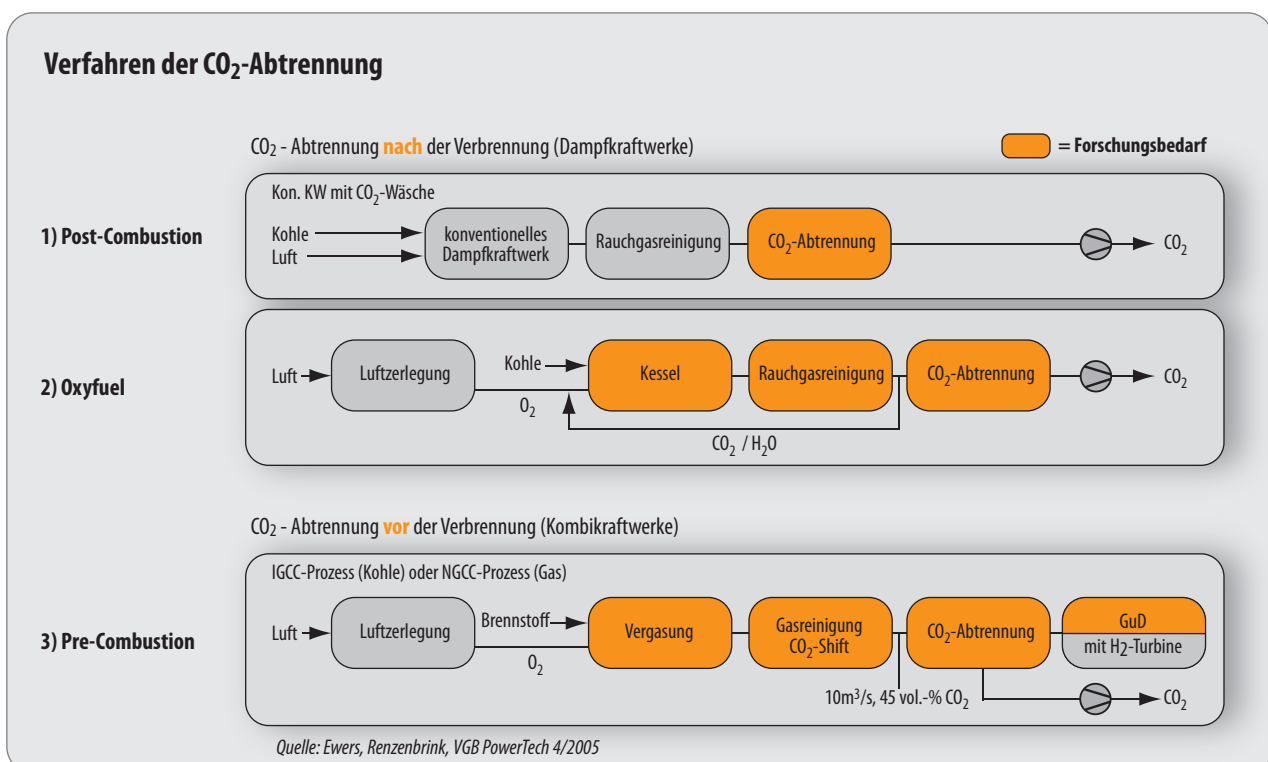 Verfahren der CO₂-Abtrennung
CO₂ - Abtrennung nach der Verbrennung (Dampfkraftwerke)
= Forschungsbedarf
1) Post-Combustion
Kon. KW mit CO₂-Wäsche
Kohle
Luft
konventionelles
Dampfkraftwerk
Rauchgasreinigung
CO₂-Abtrennung
CO₂
2) Oxyfuel
Luft
Luftzerlegung
Kohle
O₂
Kessel
Rauchgasreinigung
CO₂-Abtrennung
CO₂
CO₂ / H₂O
CO₂ - Abtrennung vor der Verbrennung (Kombikraftwerke)
3) Pre-Combustion
IGCC-Prozess (Kohle) oder NGCC-Prozess (Gas)
Luft
Luftzerlegung
Brennstoff
O₂
Vergasung
Gasreinigung
CO₂-Shift
CO₂-Abtrennung
GuD
mit H2-Turbine
10m³/s, 45 vol.-% CO₂
CO₂
Quelle: Ewers, Renzenbrink, VGB PowerTech 4/2005